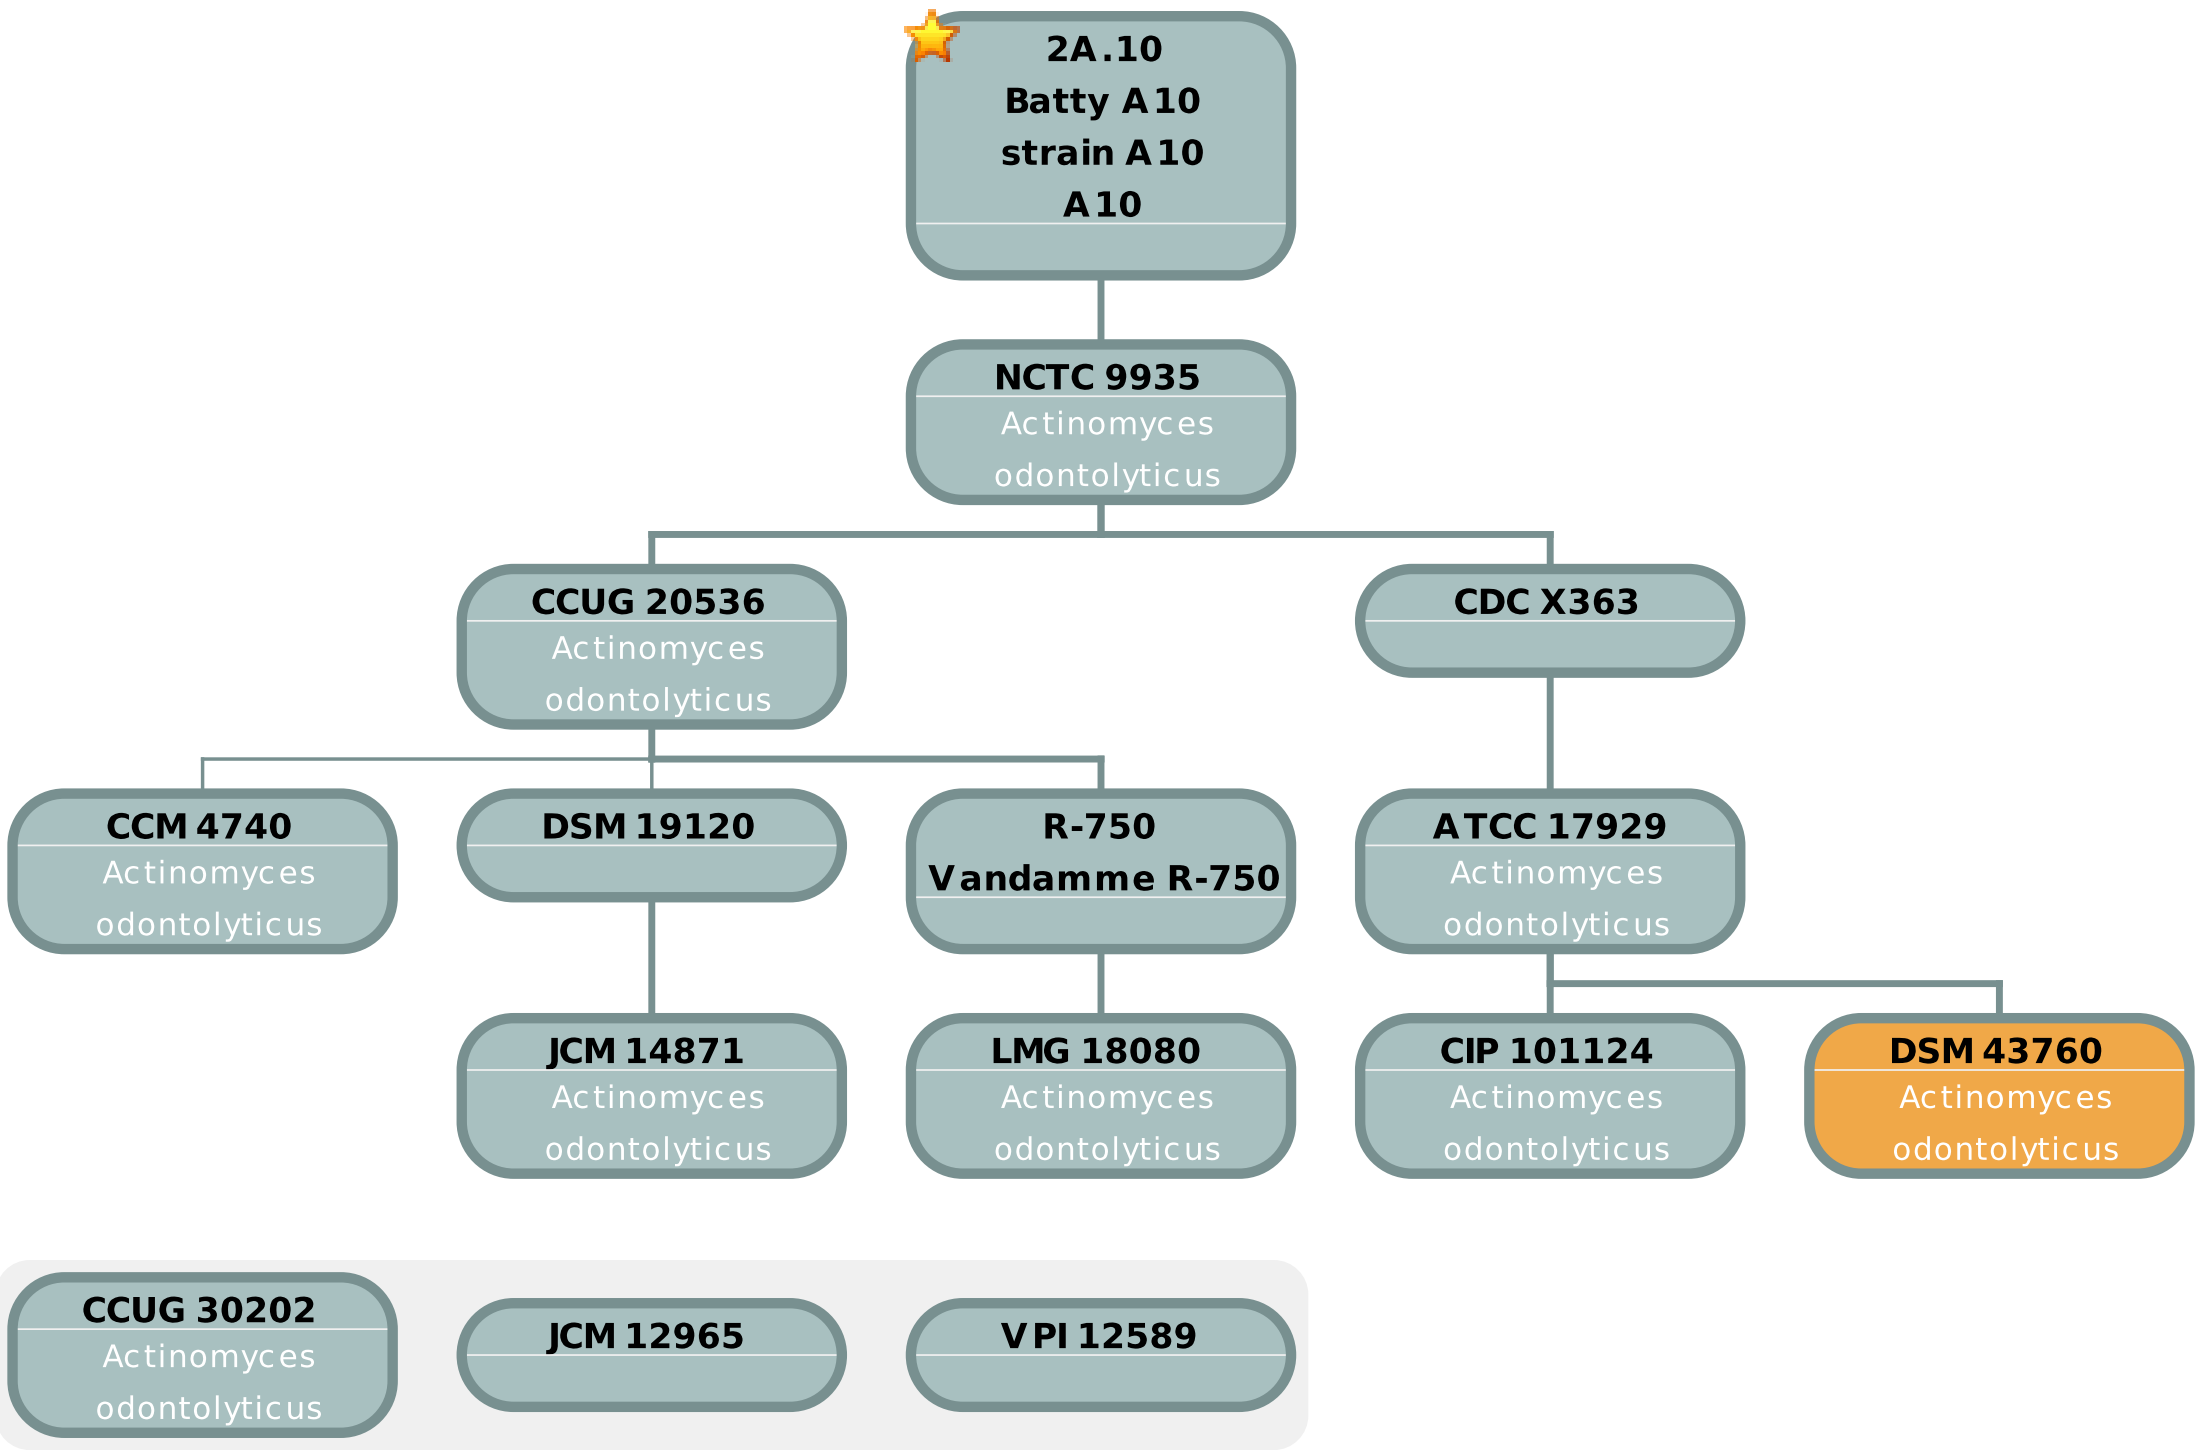 2A.10
Batty A10
strain A10
A10
NCTC 9935
Actinomyces
odontolyticus
CCUG 20536
Actinomyces
odontolyticus
CDC X363
CCM 4740
Actinomyces
odontolyticus
DSM 19120
R-750
Vandamme R-750
ATCC 17929
Actinomyces
odontolyticus
JCM 14871
Actinomyces
odontolyticus
LMG 18080
Actinomyces
odontolyticus
CIP 101124
Actinomyces
odontolyticus
DSM 43760
Actinomyces
odontolyticus
CCUG 30202
Actinomyces
odontolyticus
JCM 12965
VPI 12589